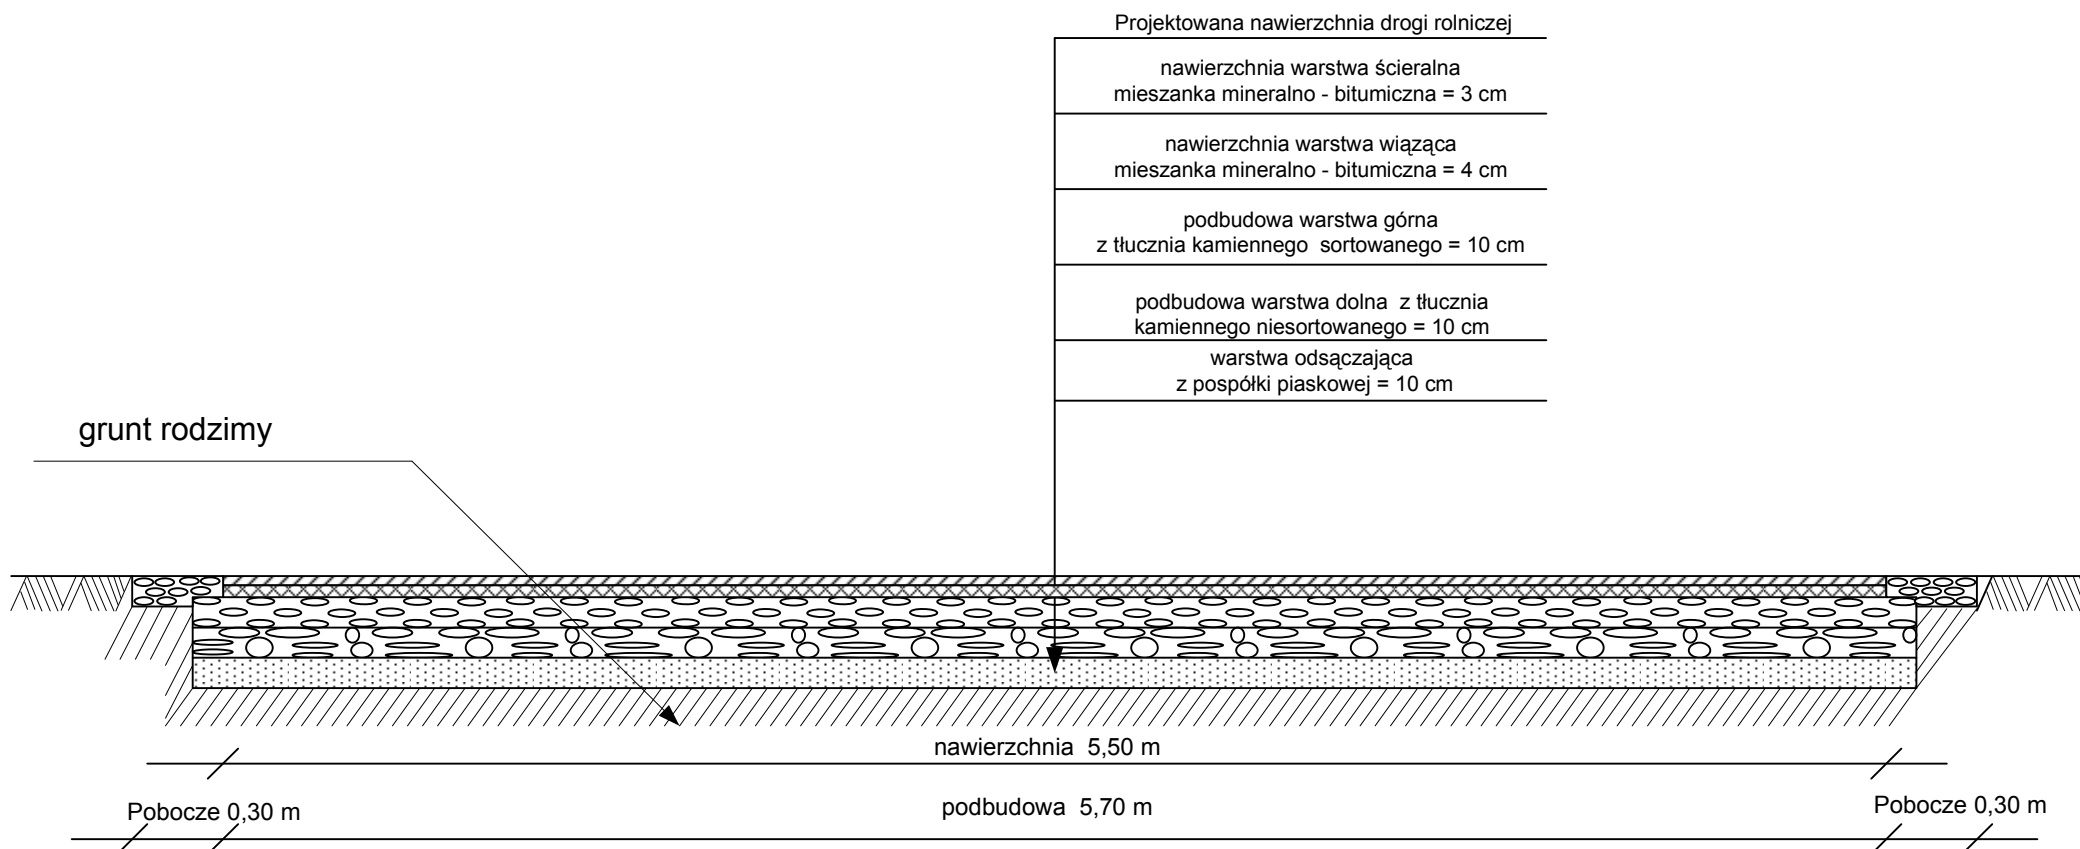 Projektowana nawierzchnia drogi rolniczej
nawierzchnia warstwa ścieralna
mieszanka mineralno - bitumiczna = 3 cm
nawierzchnia warstwa wiążąca
mieszanka mineralno - bitumiczna = 4 cm
podbudowa warstwa górna
z tłucznia kamiennego  sortowanego = 10 cm
podbudowa warstwa dolna  z tłucznia
kamiennego niesortowanego = 10 cm
warstwa odsączająca
z pospółki piaskowej = 10 cm
grunt rodzimy
nawierzchnia  5,50 m
Pobocze 0,30 m
podbudowa  5,70 m
Pobocze 0,30 m